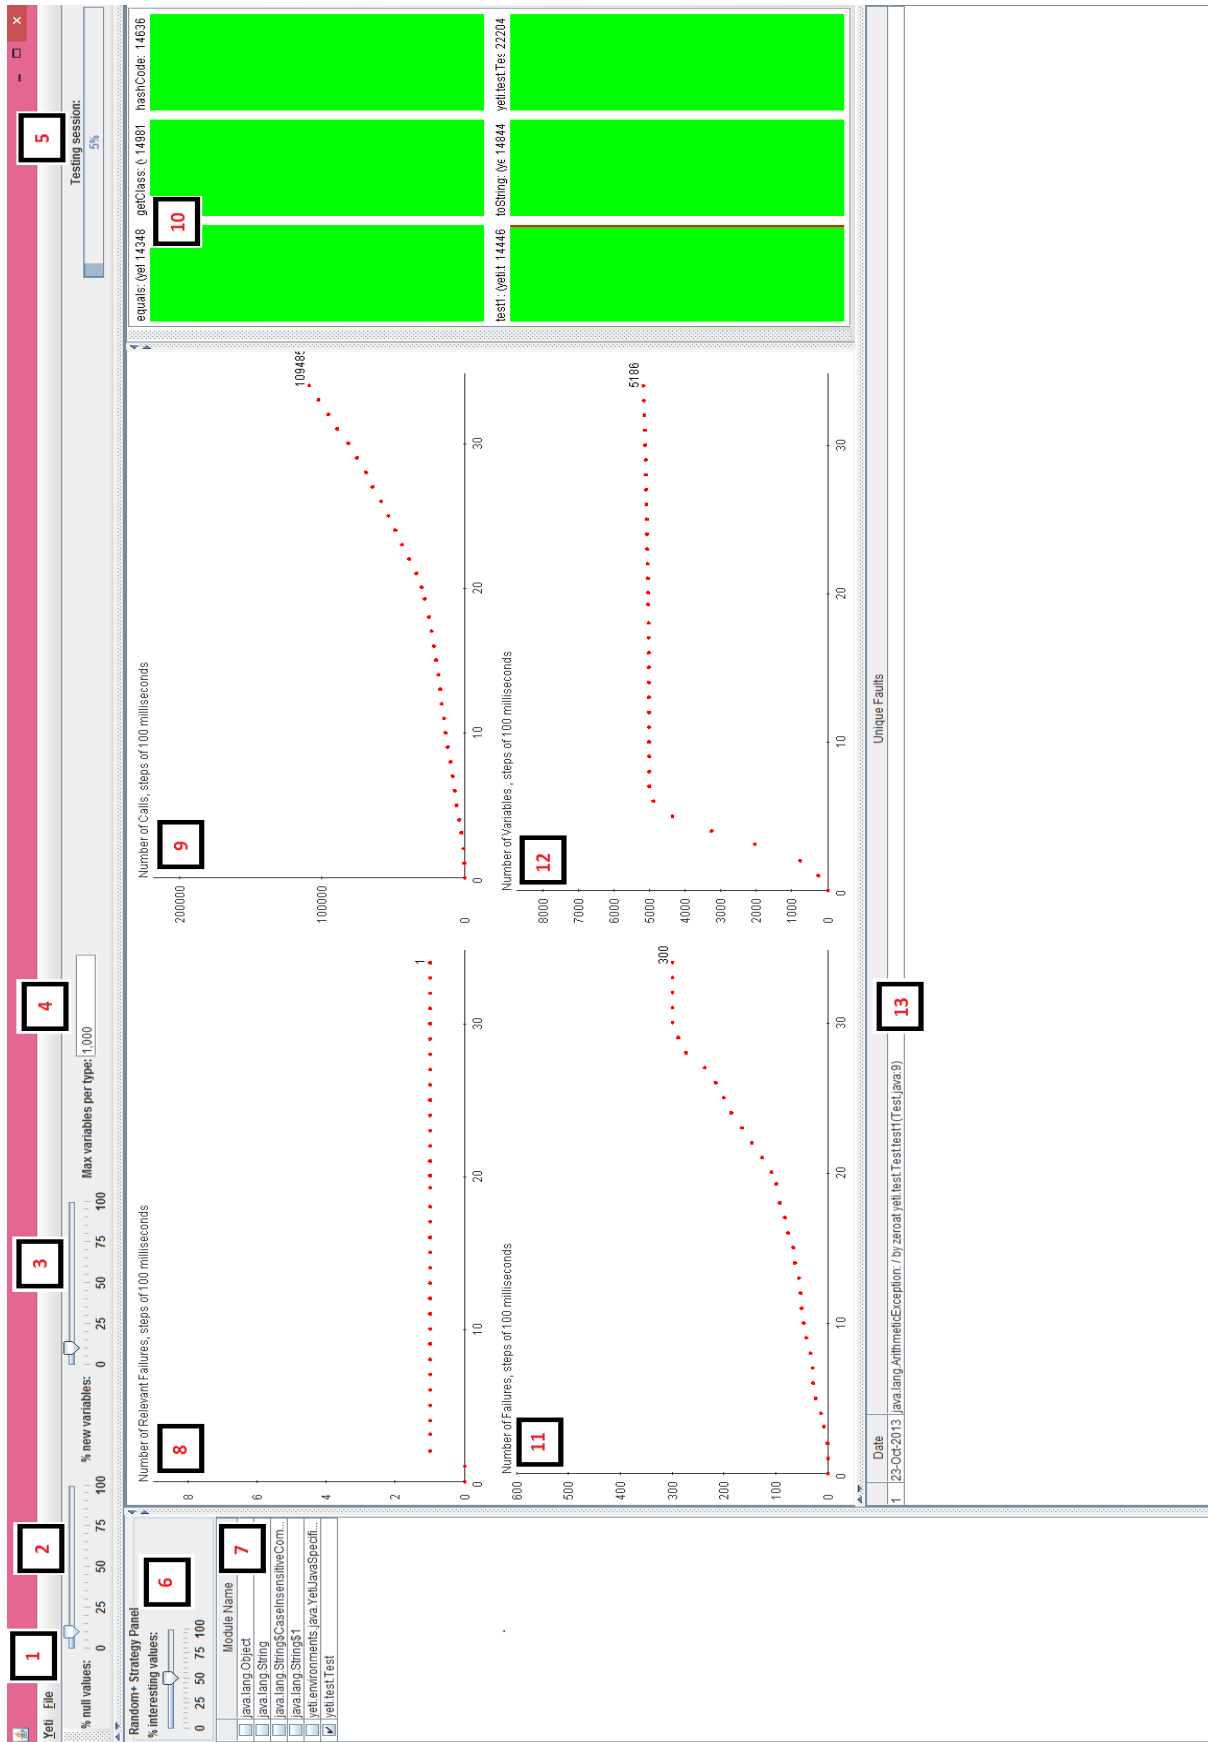 1
2
3
4
5
Yeti File
% null values:
0 25 50 75 100
% new variables:
0 25 50 75 100
Max variables per type: 1,000
Testing session:
5%
Random+ Strategy Panel
% interesting values:
0 25 50 75 100
6
Module Name
7
java.lang.Object
java.lang.String
java.lang.String$CaseInsensitiveCom...
java.lang.String$1
yeti.environments.java.YetiJavaSpecifi...
yeti.test.Test
Number of Relevant Failures, steps of 100 milliseconds
8
8
6
4
2
0
0 10 20 30
1
Number of Calls, steps of 100 milliseconds
9
200000
100000
0
0 10 20 30
109485
equals: (yet 14348
getClass: (\ 14981
hashCode: 14636
10
test1: (yeti.t 14446
toString: (ye 14844
yeti.test.Tes 22204
Number of Failures, steps of 100 milliseconds
11
600
500
400
300
200
100
0
0 10 20 30
300
Number of Variables , steps of 100 milliseconds
12
8000
7000
6000
5000
4000
3000
2000
1000
0
0 10 20 30
5186
Date
Unique Faults
1 23-Oct-2013 java.lang.ArithmeticException: / by zeroat yeti.test.Test.test1(Test.java:9)
13